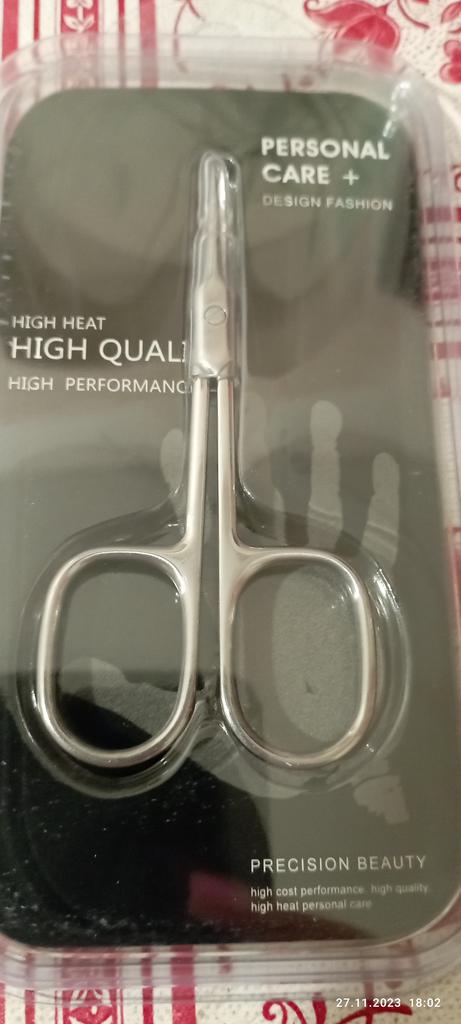 PERSONAL
CARE +
DESIGN FASHION
HIGH HEAT
HIGH QUALI
HIGH PERFORMANC
PRECISION BEAUTY
high cost performance. high quality.
high heat personal care
27.11.2023 18:02